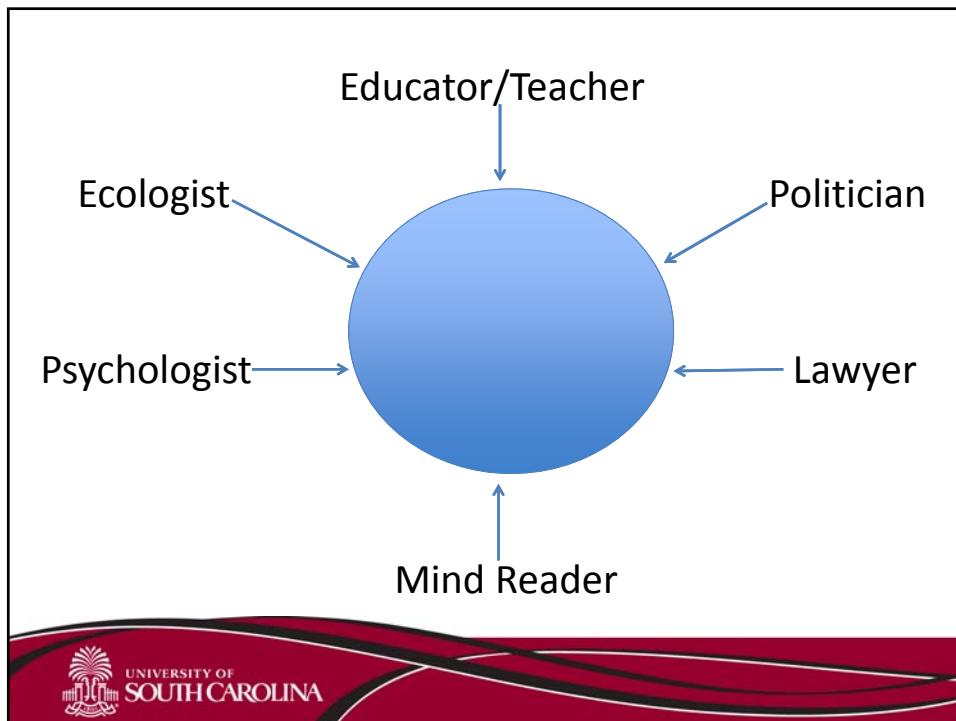 Educator/Teacher
Ecologist
Politician
Psychologist
Lawyer
Mind Reader
UNIVERSITY OF
SOUTH CAROLINA